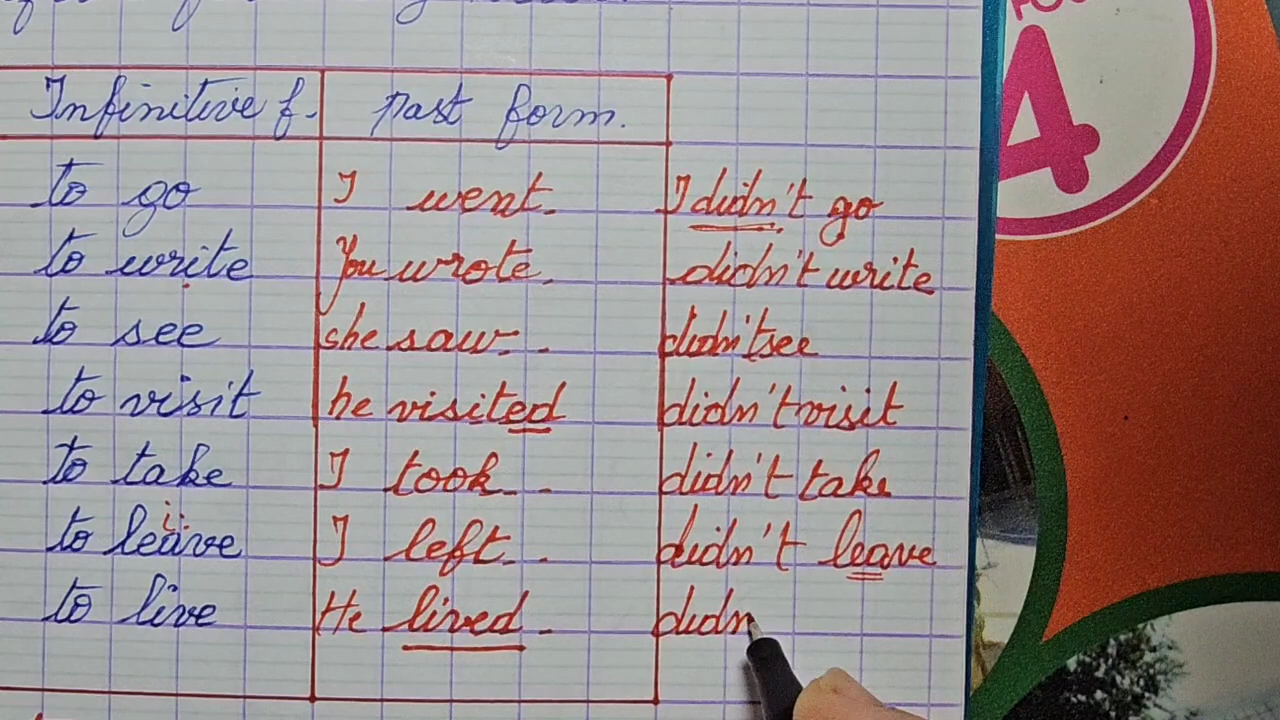 Infinitive f. Past form.
to go I went. I didn't go
to write You wrote. didn't write
to see she saw. didn't see
to visit he visited didn't visit
to take I took. didn't take
i:
to leave I left. didn't leave
to live He lived. didn
4